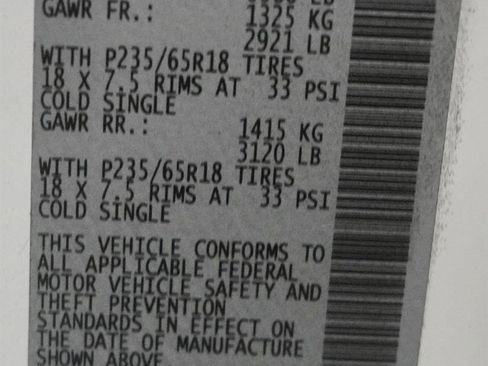 GAWR FR.: 1325 KG
2921 LB
WITH P235/65R18 TIRES
18 X 7.5 RIMS AT 33 PSI
COLD SINGLE
GAWR RR.: 1415 KG
3120 LB
WITH P235/65R18 TIRES
18 X 7.5 RIMS AT 33 PSI
COLD SINGLE
THIS VEHICLE CONFORMS TO
ALL APPLICABLE FEDERAL
MOTOR VEHICLE SAFETY AND
THEFT PREVENTION
STANDARDS IN EFFECT ON
THE DATE OF MANUFACTURE
SHOWN ABOVE